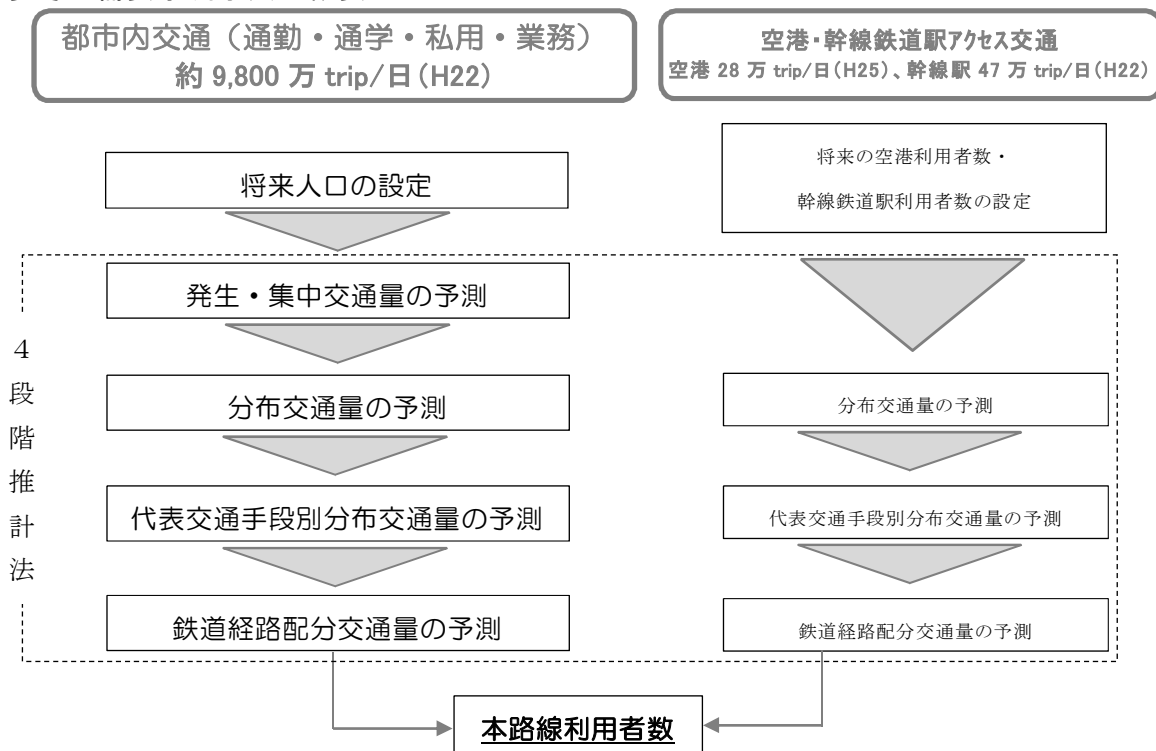 都市内交通（通勤・通学・私用・業務）
約 9,800 万 trip/日(H22)
空港・幹線鉄道駅アクセス交通
空港 28 万 trip/日(H25)、幹線駅 47 万 trip/日(H22)
将来人口の設定
将来の空港利用者数・
幹線鉄道駅利用者数の設定
4段階推計法
発生・集中交通量の予測
分布交通量の予測
分布交通量の予測
代表交通手段別分布交通量の予測
代表交通手段別分布交通量の予測
鉄道経路配分交通量の予測
鉄道経路配分交通量の予測
本路線利用者数